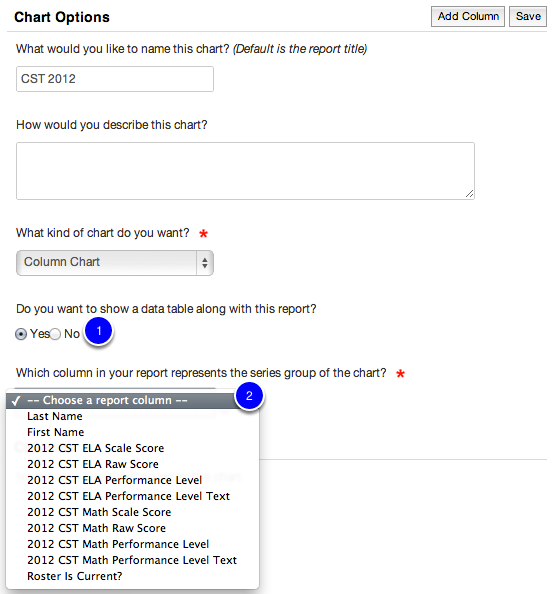 Chart Options
Add Column
Save
What would you like to name this chart? (Default is the report title)
CST 2012
How would you describe this chart?
What kind of chart do you want? *
Column Chart
Do you want to show a data table along with this report?
Yes No 1
Which column in your report represents the series group of the chart? *
✓ -- Choose a report column -- 2
Last Name
First Name
2012 CST ELA Scale Score
2012 CST ELA Raw Score
2012 CST ELA Performance Level
2012 CST ELA Performance Level Text
2012 CST Math Scale Score
2012 CST Math Raw Score
2012 CST Math Performance Level
2012 CST Math Performance Level Text
Roster Is Current?